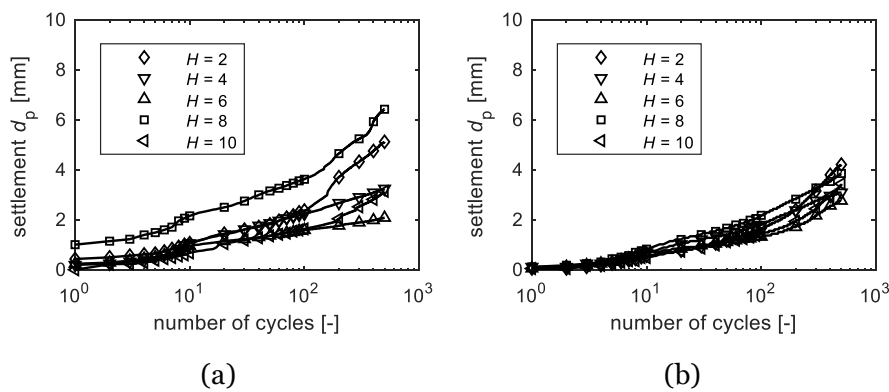 10
8
6
4
2
0
settlement dp [mm]
H = 2
H = 4
H = 6
H = 8
H = 10
10^0
10^1
10^2
10^3
number of cycles [-]
(a)
10
8
6
4
2
0
settlement dp [mm]
H = 2
H = 4
H = 6
H = 8
H = 10
10^0
10^1
10^2
10^3
number of cycles [-]
(b)